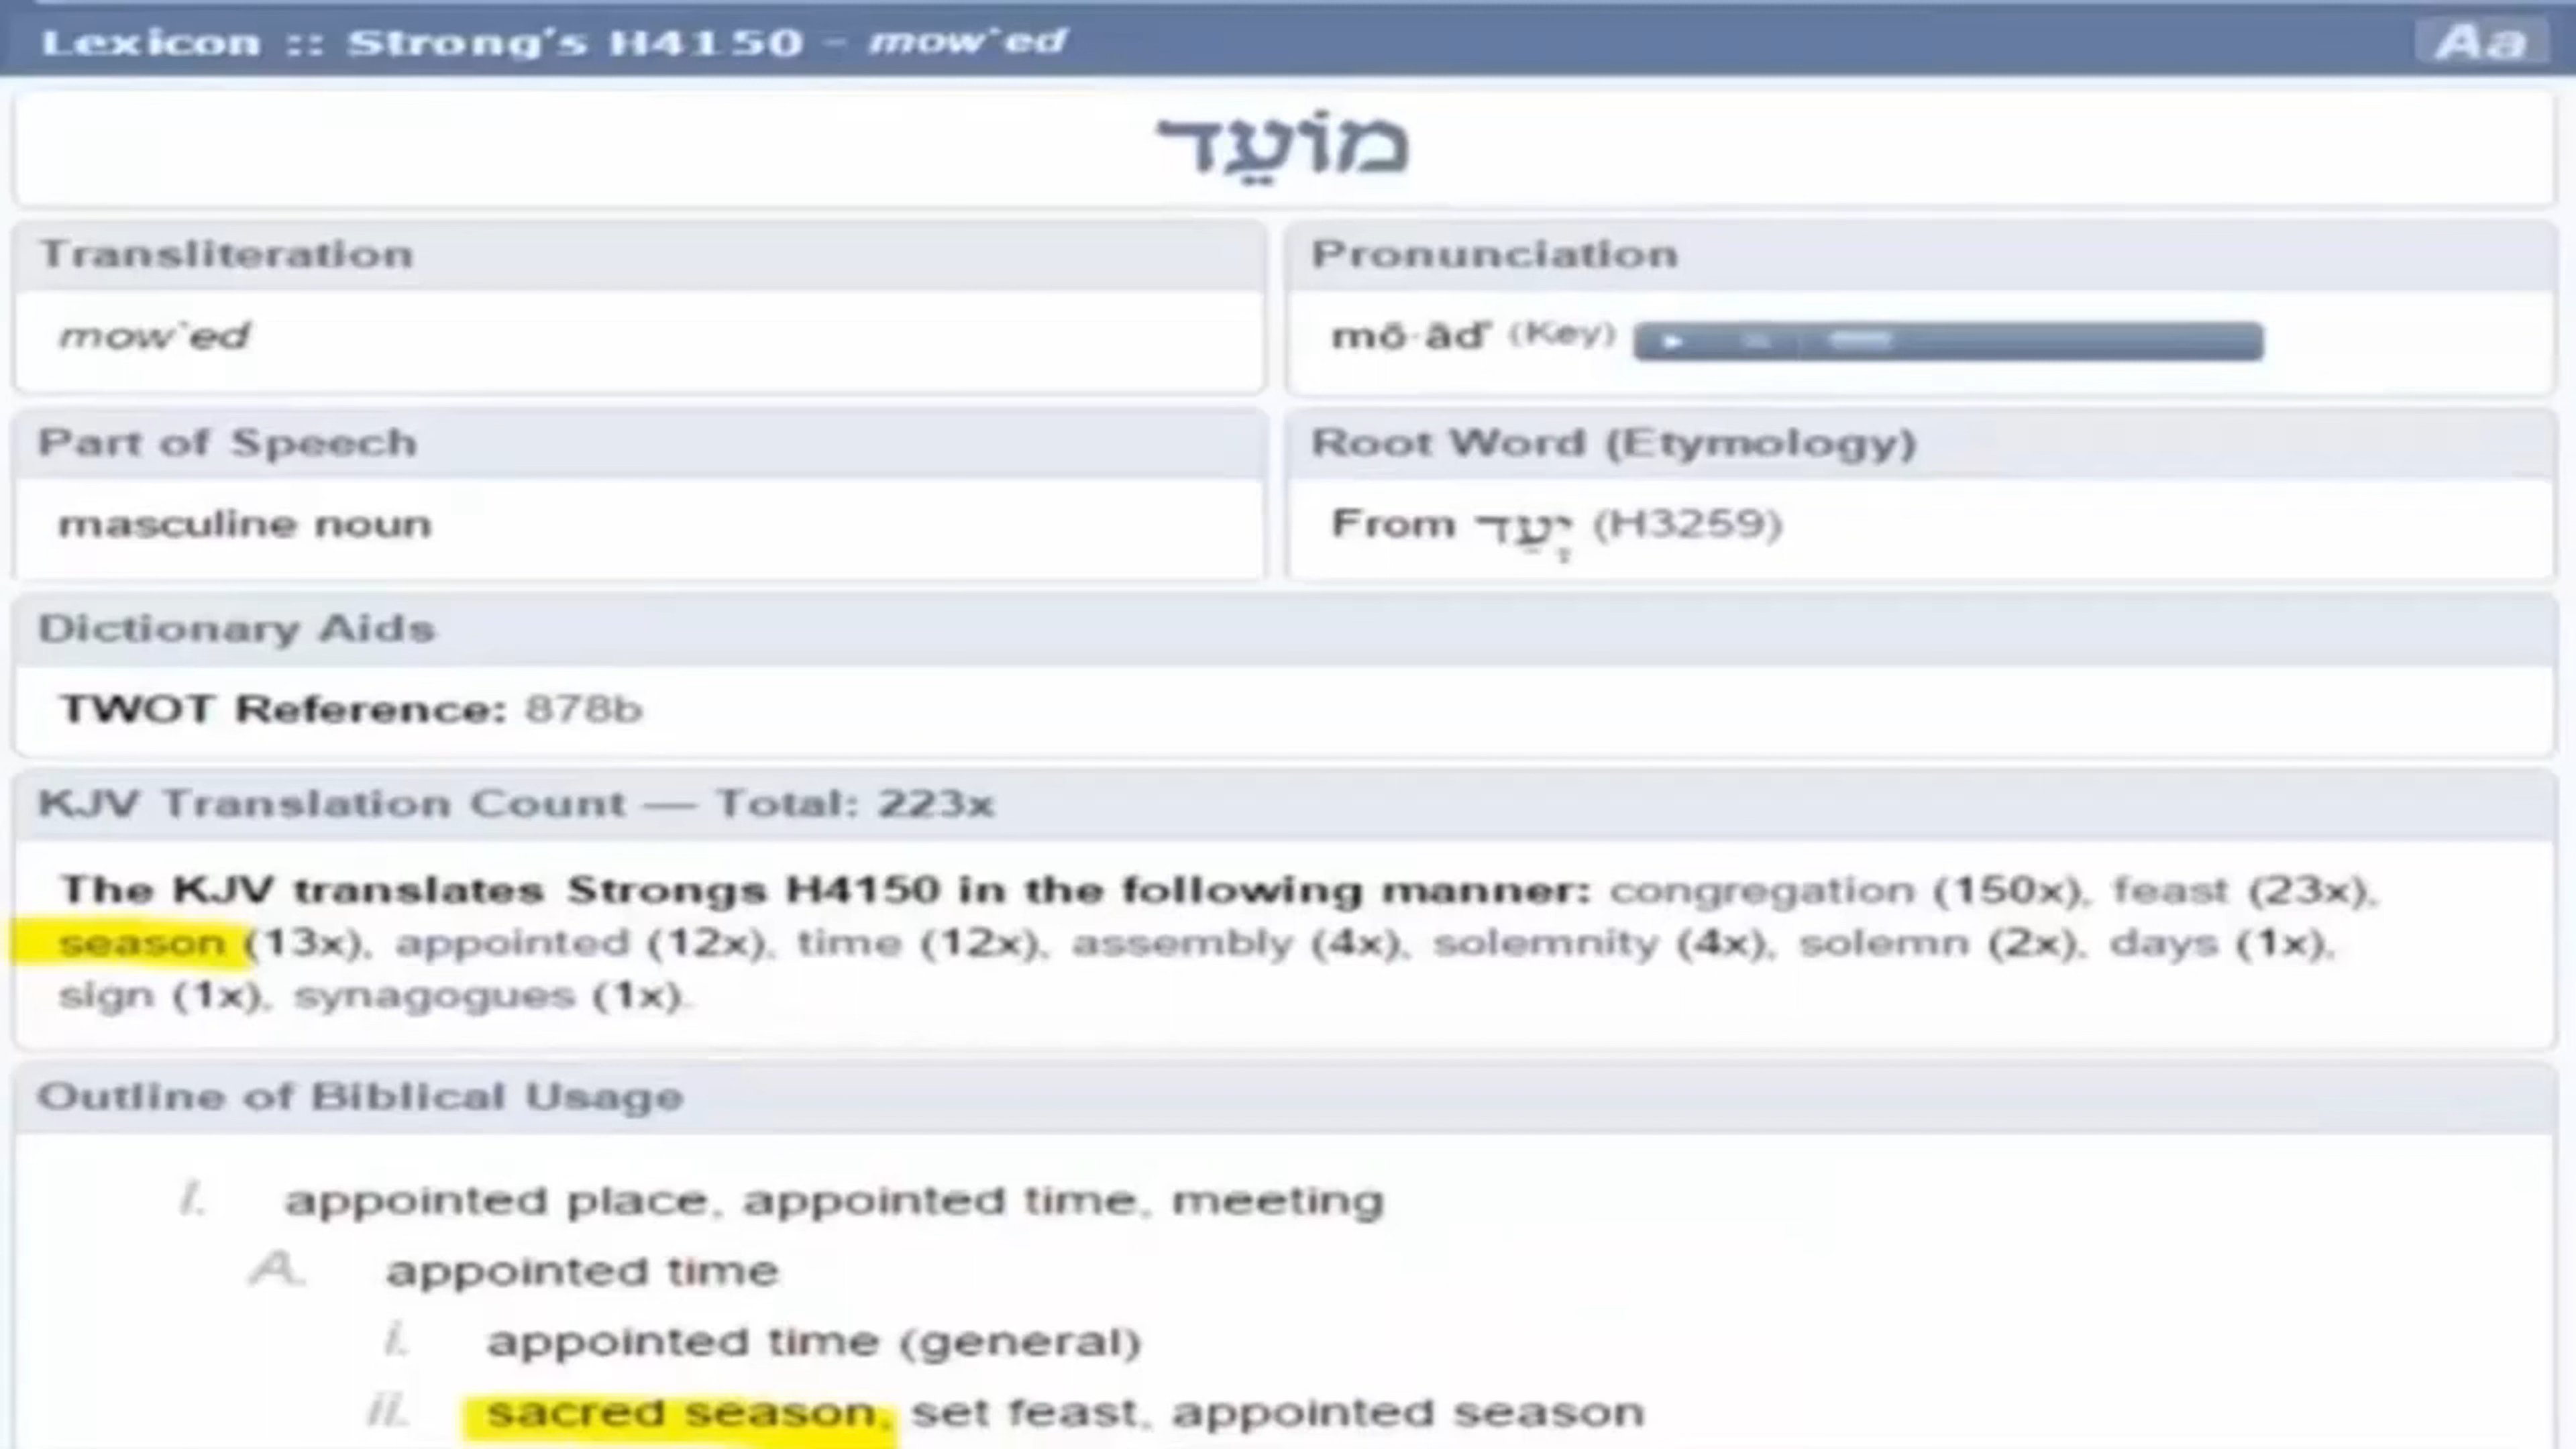 Lexicon :: Strong's H4150 - mow`ed
Aa
מוֹעֵד
Transliteration
mow`ed
Pronunciation
mō·ād' (Key)
Part of Speech
masculine noun
Root Word (Etymology)
From יָעַד (H3259)
Dictionary Aids
TWOT Reference: 878b
KJV Translation Count — Total: 223x
The KJV translates Strongs H4150 in the following manner: congregation (150x), feast (23x),
season (13x), appointed (12x), time (12x), assembly (4x), solemnity (4x), solemn (2x), days (1x),
sign (1x), synagogues (1x).
Outline of Biblical Usage
I. appointed place, appointed time, meeting
A. appointed time
i. appointed time (general)
ii. sacred season, set feast, appointed season